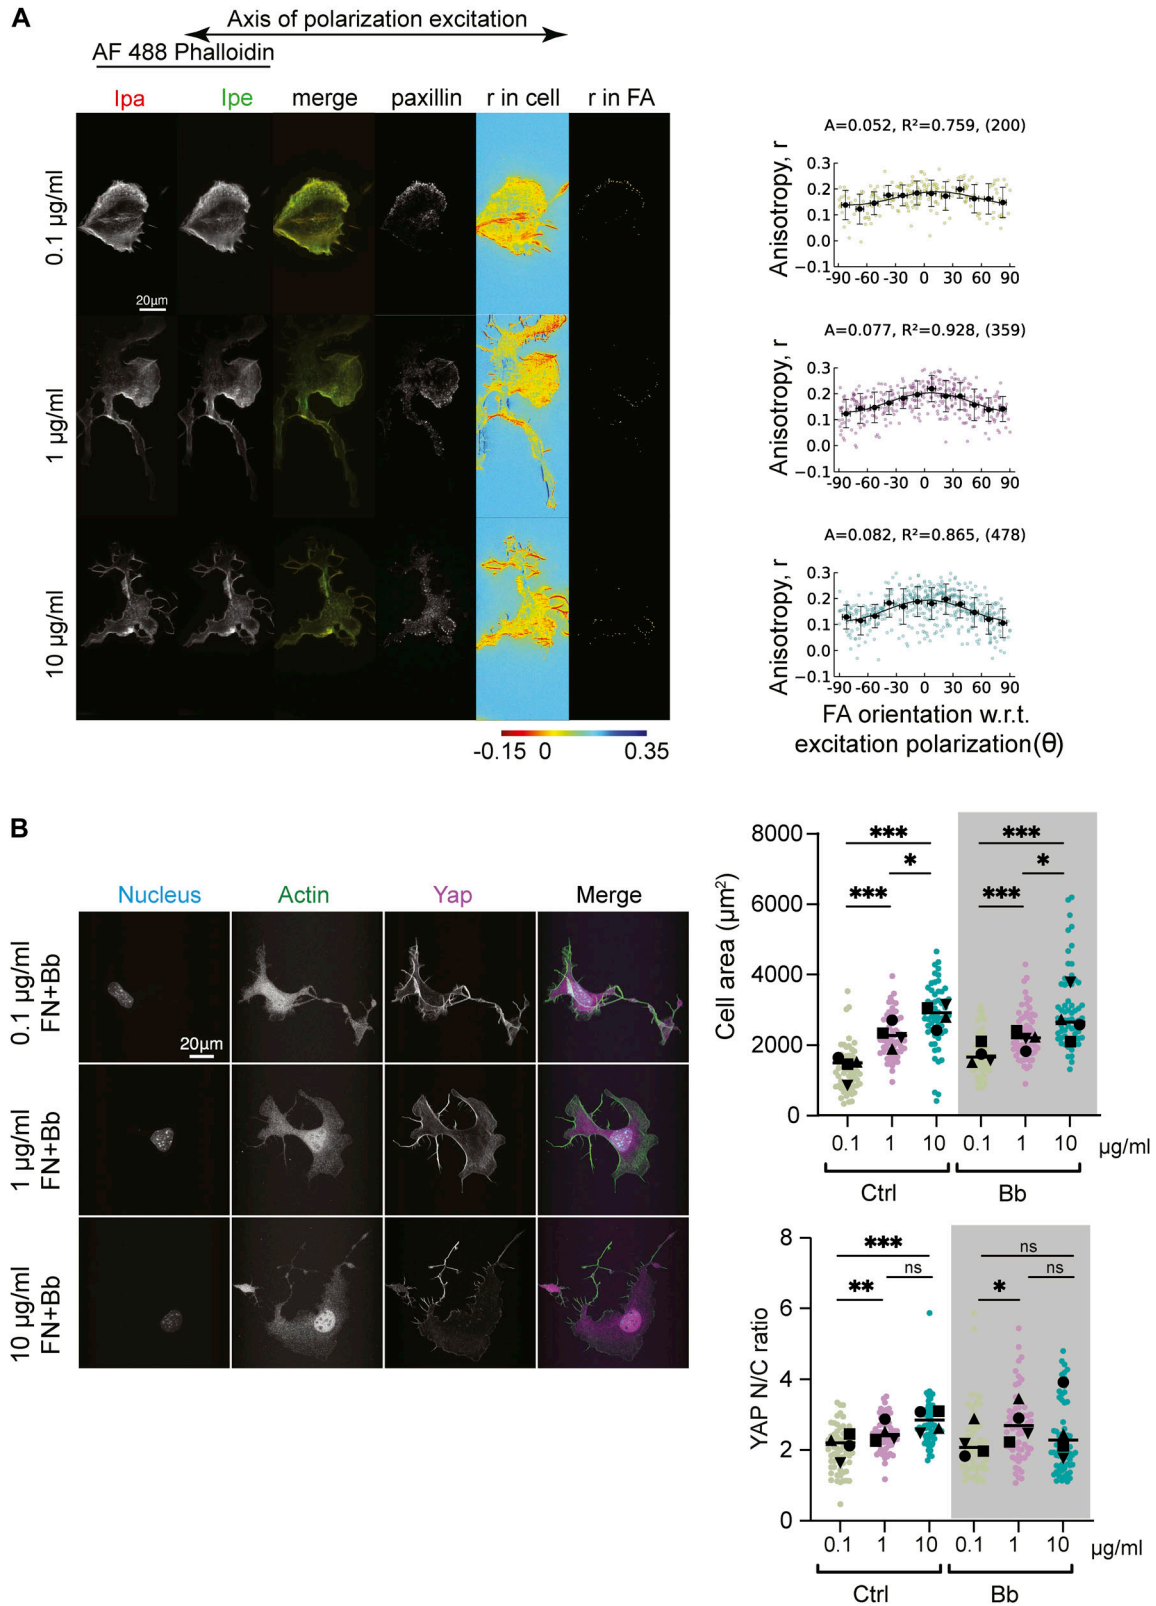 A
Axis of polarization excitation
AF 488 Phalloidin
Ipa Ipe merge paxillin r in cell r in FA
0.1 µg/ml
20µm
1 µg/ml
10 µg/ml
-0.15 0 0.35
A=0.052, R²=0.759, (200)
Anisotropy, r
0.3
0.2
0.1
0.0
−0.1
-90 -60 -30 0 30 60 90
A=0.077, R²=0.928, (359)
Anisotropy, r
0.3
0.2
0.1
0.0
−0.1
-90 -60 -30 0 30 60 90
A=0.082, R²=0.865, (478)
Anisotropy, r
0.3
0.2
0.1
0.0
−0.1
-90 -60 -30 0 30 60 90
FA orientation w.r.t.
excitation polarization(θ)
B
Nucleus Actin Yap Merge
0.1 µg/ml
FN+Bb
20µm
1 µg/ml
FN+Bb
10 µg/ml
FN+Bb
Cell area (µm²)
8000
6000
4000
2000
0
*** ***
* *
*** ***
0.1 1 10 0.1 1 10 µg/ml
Ctrl Bb
YAP N/C ratio
8
6
4
2
0
*** ns
ns ns
** *
0.1 1 10 0.1 1 10 µg/ml
Ctrl Bb